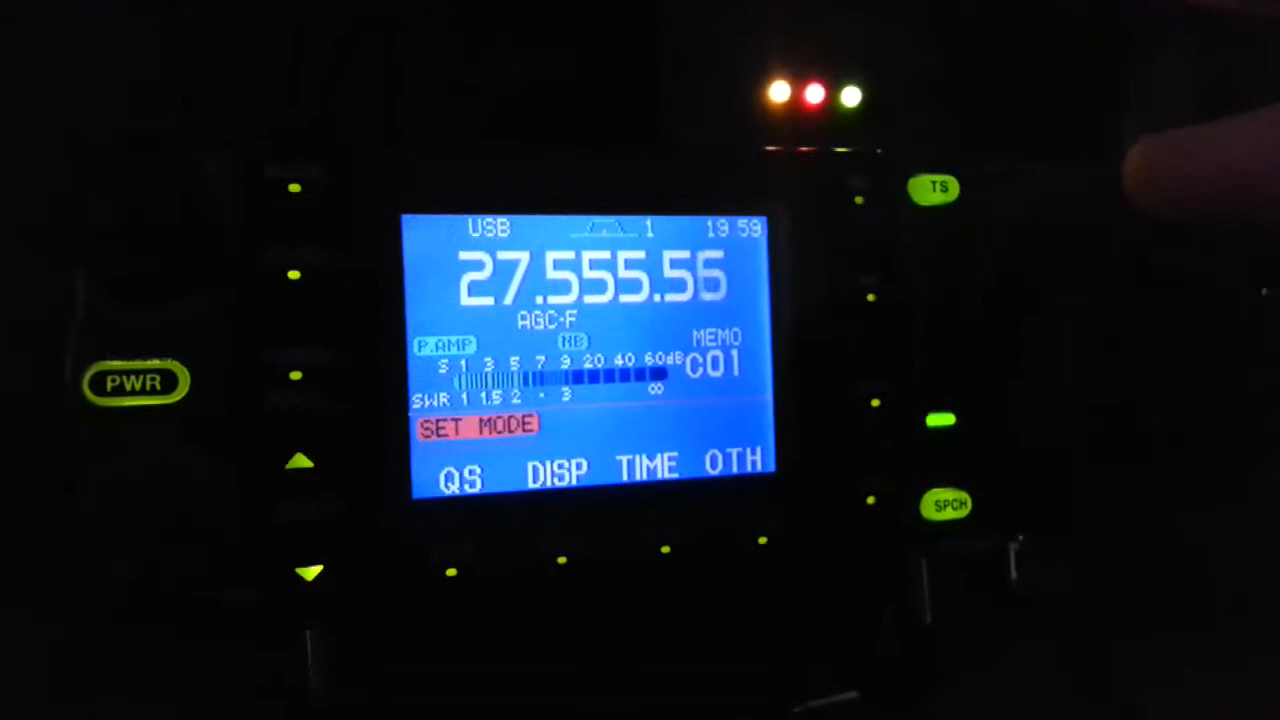 USB 1 19 59
27.555.56
AGC-F
P.AMP NB MEMO
S 1 3 5 7 9 20 40 60dB C01
SWR 1 1.5 2 - 3 ∞
SET MODE
QS DISP TIME OTH
PWR
TS
SPCH